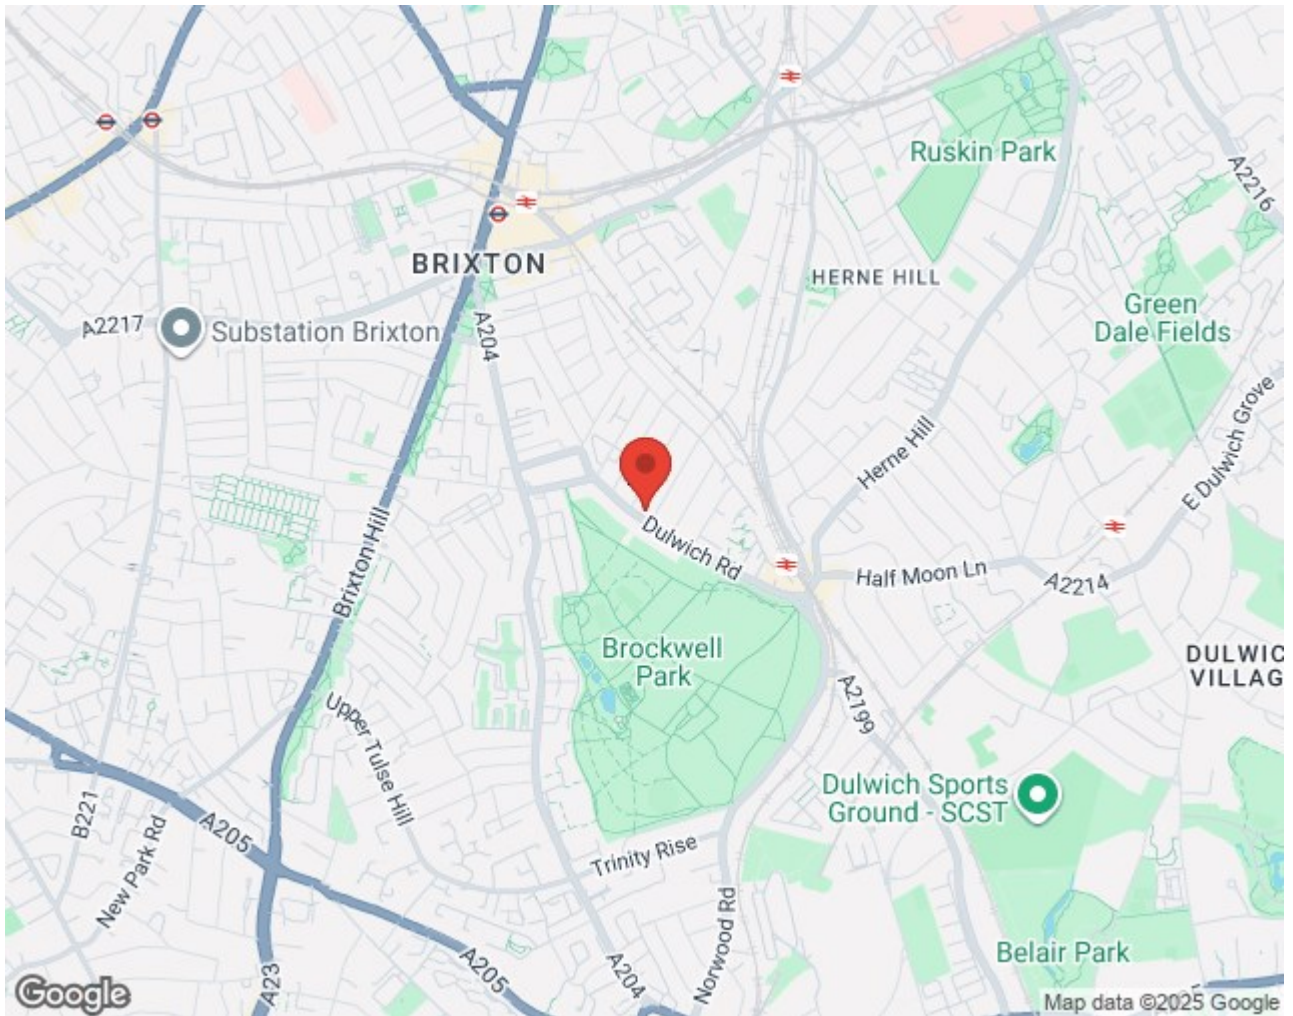 Ruskin Park
A2216
BRIXTON
HERNE HILL
Green
Dale Fields
A2217
Substation Brixton
A204
E Dulwich Grove
Herne Hill
Brixton Hill
Dulwich Rd
Half Moon Ln
A2214
Brockwell
Park
DULWIC
VILLAG
A2199
Upper Tulse Hill
Dulwich Sports
Ground - SCST
B221
New Park Rd
A205
Trinity Rise
Norwood Rd
Belair Park
A23
A205
A204
Google
Map data ©2025 Google